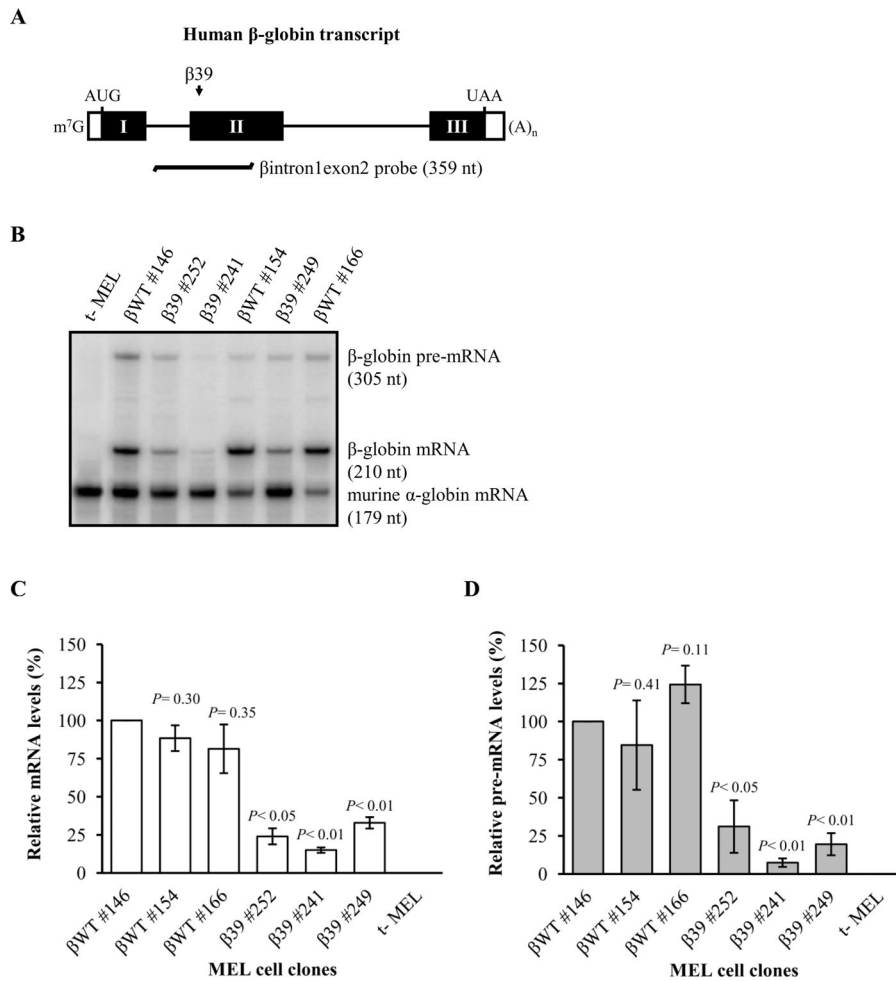 A
Human β-globin transcript
β39
AUG
UAA
m⁷G
I
II
III
(A)ₙ
βintron1exon2 probe (359 nt)
B
t- MEL
βWT #146
β39 #252
β39 #241
βWT #154
β39 #249
βWT #166
β-globin pre-mRNA
(305 nt)
β-globin mRNA
(210 nt)
murine α-globin mRNA
(179 nt)
C
Relative mRNA levels (%)
150
125
100
75
50
25
0
P= 0.30
P= 0.35
P< 0.05
P< 0.01
P< 0.01
βWT #146
βWT #154
βWT #166
β39 #252
β39 #241
β39 #249
t- MEL
MEL cell clones
D
Relative pre-mRNA levels (%)
150
125
100
75
50
25
0
P= 0.41
P= 0.11
P< 0.05
P< 0.01
P< 0.01
βWT #146
βWT #154
βWT #166
β39 #252
β39 #241
β39 #249
t- MEL
MEL cell clones